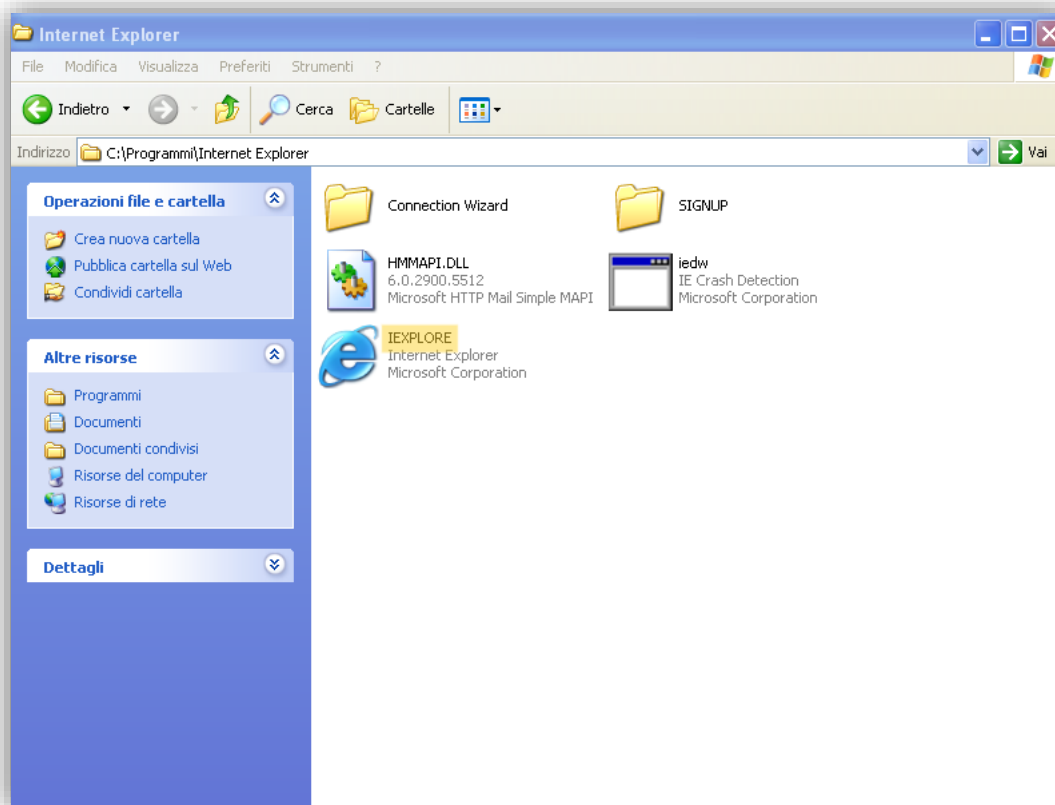 Internet Explorer
File Modifica Visualizza Preferiti Strumenti ?
Indietro Cerca Cartelle
Indirizzo C:\Programmi\Internet Explorer Vai
Operazioni file e cartella
Crea nuova cartella
Pubblica cartella sul Web
Condividi cartella
Altre risorse
Programmi
Documenti
Documenti condivisi
Risorse del computer
Risorse di rete
Dettagli
Connection Wizard
SIGNUP
HMMAPI.DLL
6.0.2900.5512
Microsoft HTTP Mail Simple MAPI
iedw
IE Crash Detection
Microsoft Corporation
IEXPLORE
Internet Explorer
Microsoft Corporation